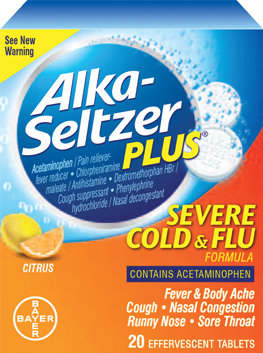 See New
Warning
Alka-
Seltzer
PLUS®
Acetaminophen / Pain reliever-
fever reducer • Chlorpheniramine
maleate / Antihistamine • Dextromethorphan HBr /
Cough suppressant • Phenylephrine
hydrochloride / Nasal decongestant
SEVERE
COLD & FLU
FORMULA
CITRUS
CONTAINS ACETAMINOPHEN
Fever & Body Ache
Cough • Nasal Congestion
Runny Nose • Sore Throat
BAYER
BAYER
20 EFFERVESCENT TABLETS